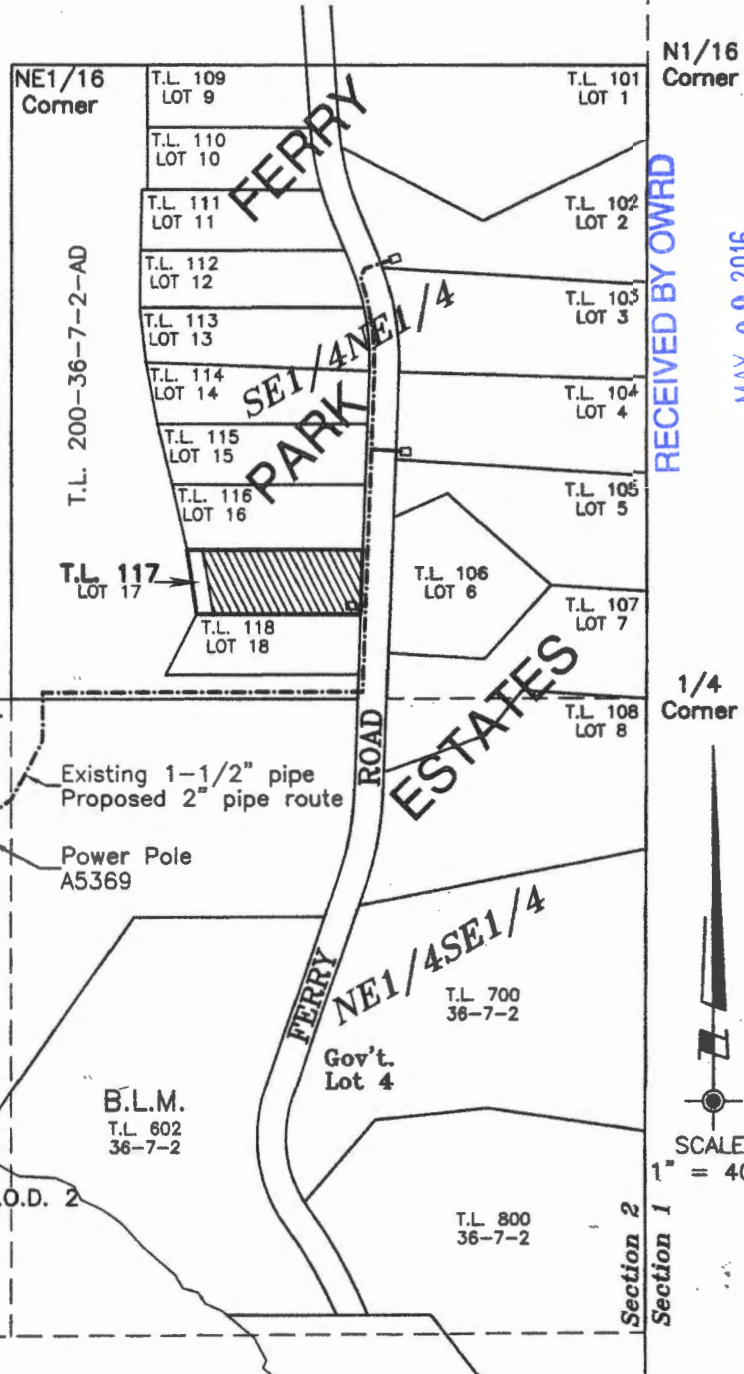 NE1/16
Corner
T.L. 109
LOT 9
T.L. 101
LOT 1
N1/16
Corner
T.L. 110
LOT 10
FERRY
T.L. 111
LOT 11
T.L. 102
LOT 2
T.L. 112
LOT 12
T.L. 200-36-7-2-AD
RECEIVED BY OWRD
MAY 09 2016
T.L. 113
LOT 13
SE1/4NE1/4
T.L. 103
LOT 3
T.L. 114
LOT 14
PARK
T.L. 104
LOT 4
T.L. 115
LOT 15
T.L. 116
LOT 16
T.L. 105
LOT 5
T.L. 117
LOT 17
T.L. 106
LOT 6
T.L. 107
LOT 7
T.L. 118
LOT 18
ESTATES
1/4
Corner
T.L. 108
LOT 8
ROAD
Existing 1-1/2" pipe
Proposed 2" pipe route
Power Pole
A5369
NE1/4SE1/4
FERRY
T.L. 700
36-7-2
Gov't.
Lot 4
B.L.M.
T.L. 602
36-7-2
SCALE
1" = 40
.O.D. 2
T.L. 800
36-7-2
Section 2
Section 1